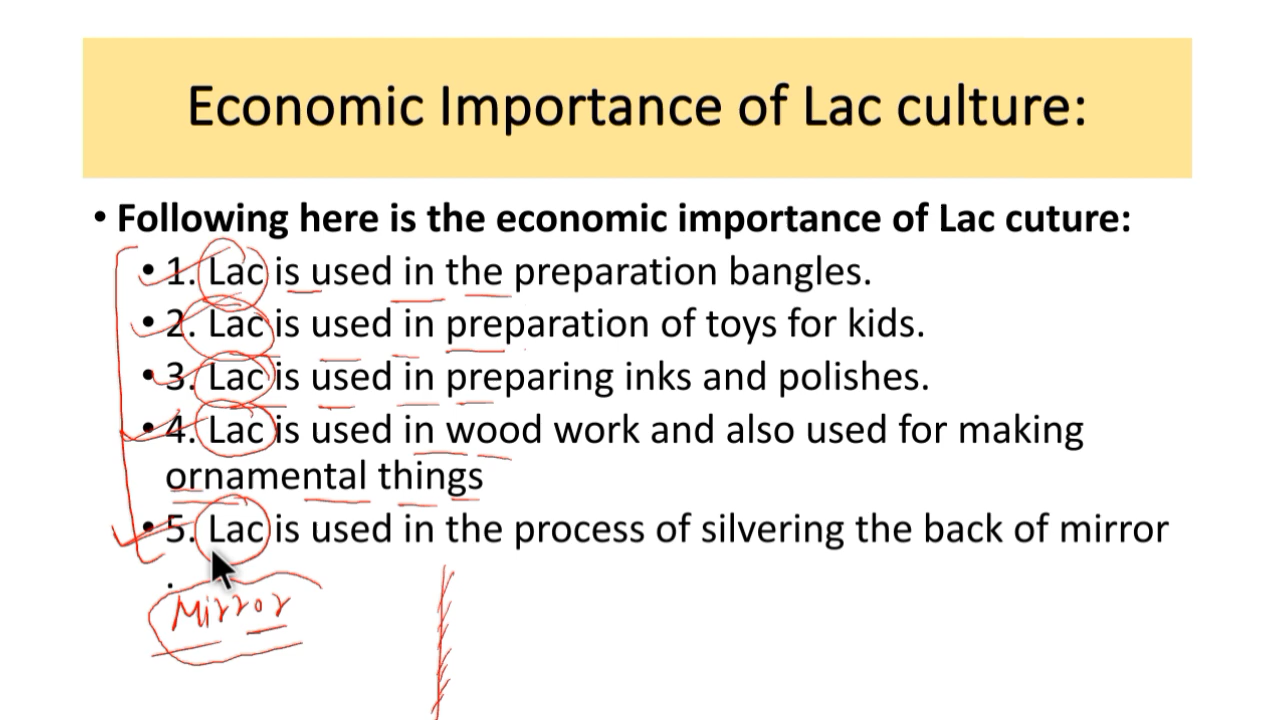 Economic Importance of Lac culture:
• Following here is the economic importance of Lac cuture:
• 1. Lac is used in the preparation bangles.
• 2. Lac is used in preparation of toys for kids.
• 3. Lac is used in preparing inks and polishes.
• 4. Lac is used in wood work and also used for making
ornamental things
• 5. Lac is used in the process of silvering the back of mirror
.
Mirror